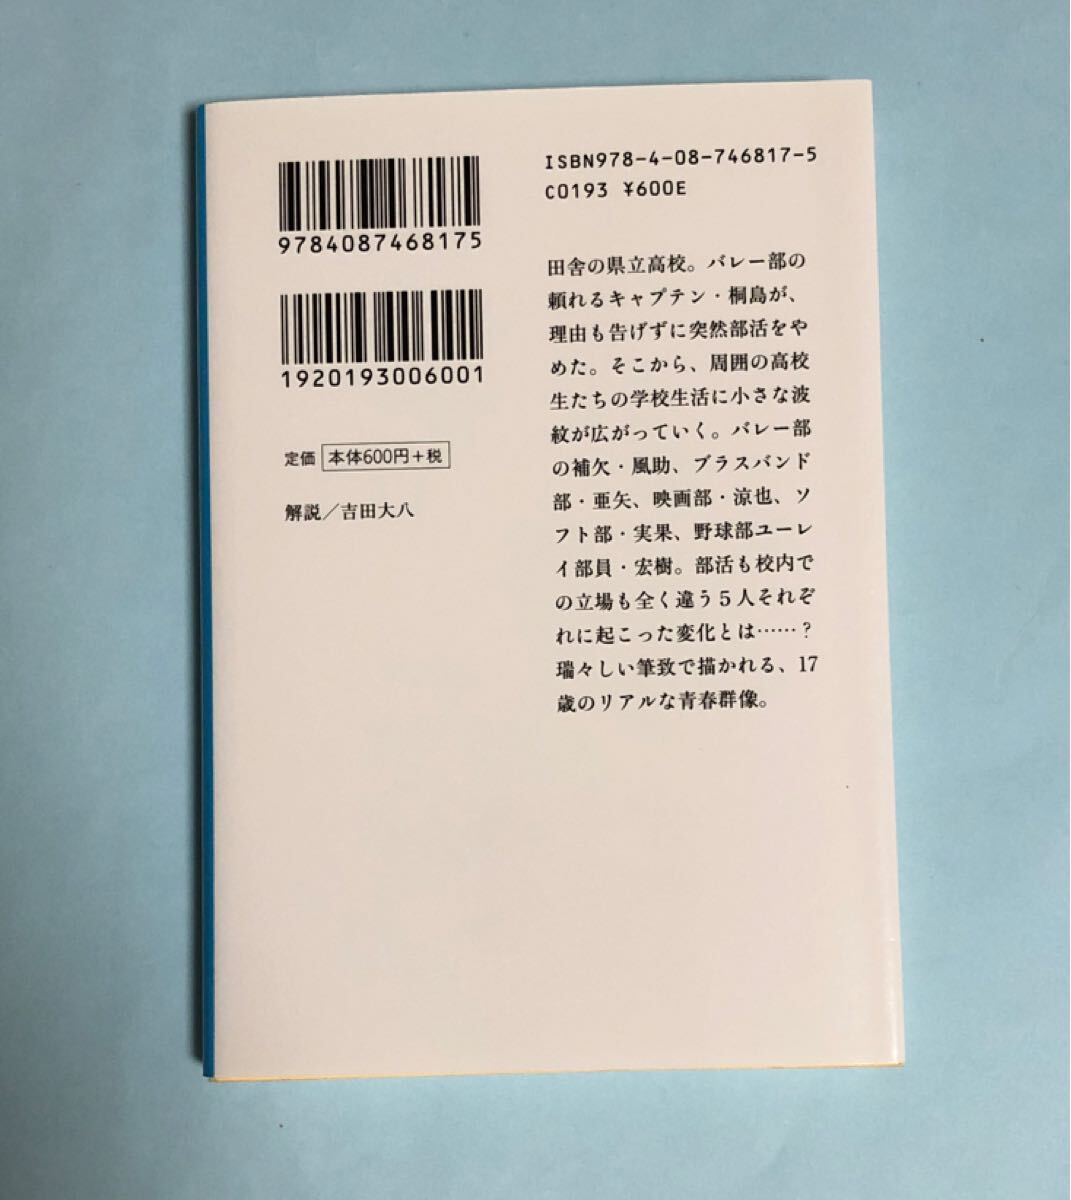 9784087468175
1920193006001
定価 本体600円+税
解説／吉田大八
ISBN978-4-08-746817-5
C0193 ¥600E
田舎の県立高校。バレー部の
頼れるキャプテン・桐島が、
理由も告げずに突然部活をや
めた。そこから、周囲の高校
生たちの学校生活に小さな波
紋が広がっていく。バレー部
の補欠・風助、ブラスバンド
部・亜矢、映画部・涼也、ソ
フト部・実果、野球部ユーレ
イ部員・宏樹。部活も校内で
の立場も全く違う５人それぞ
れに起こった変化とは……？
瑞々しい筆致で描かれる、17
歳のリアルな青春群像。